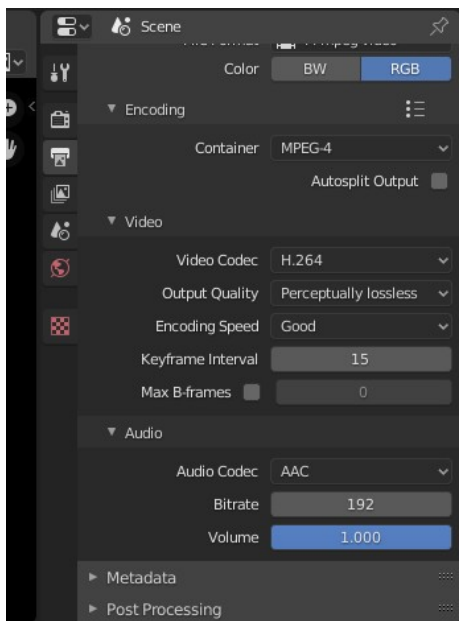 Scene
Color BW RGB
Encoding
Container MPEG-4
Autosplit Output
Video
Video Codec H.264
Output Quality Perceptually lossless
Encoding Speed Good
Keyframe Interval 15
Max B-frames 0
Audio
Audio Codec AAC
Bitrate 192
Volume 1.000
Metadata
Post Processing